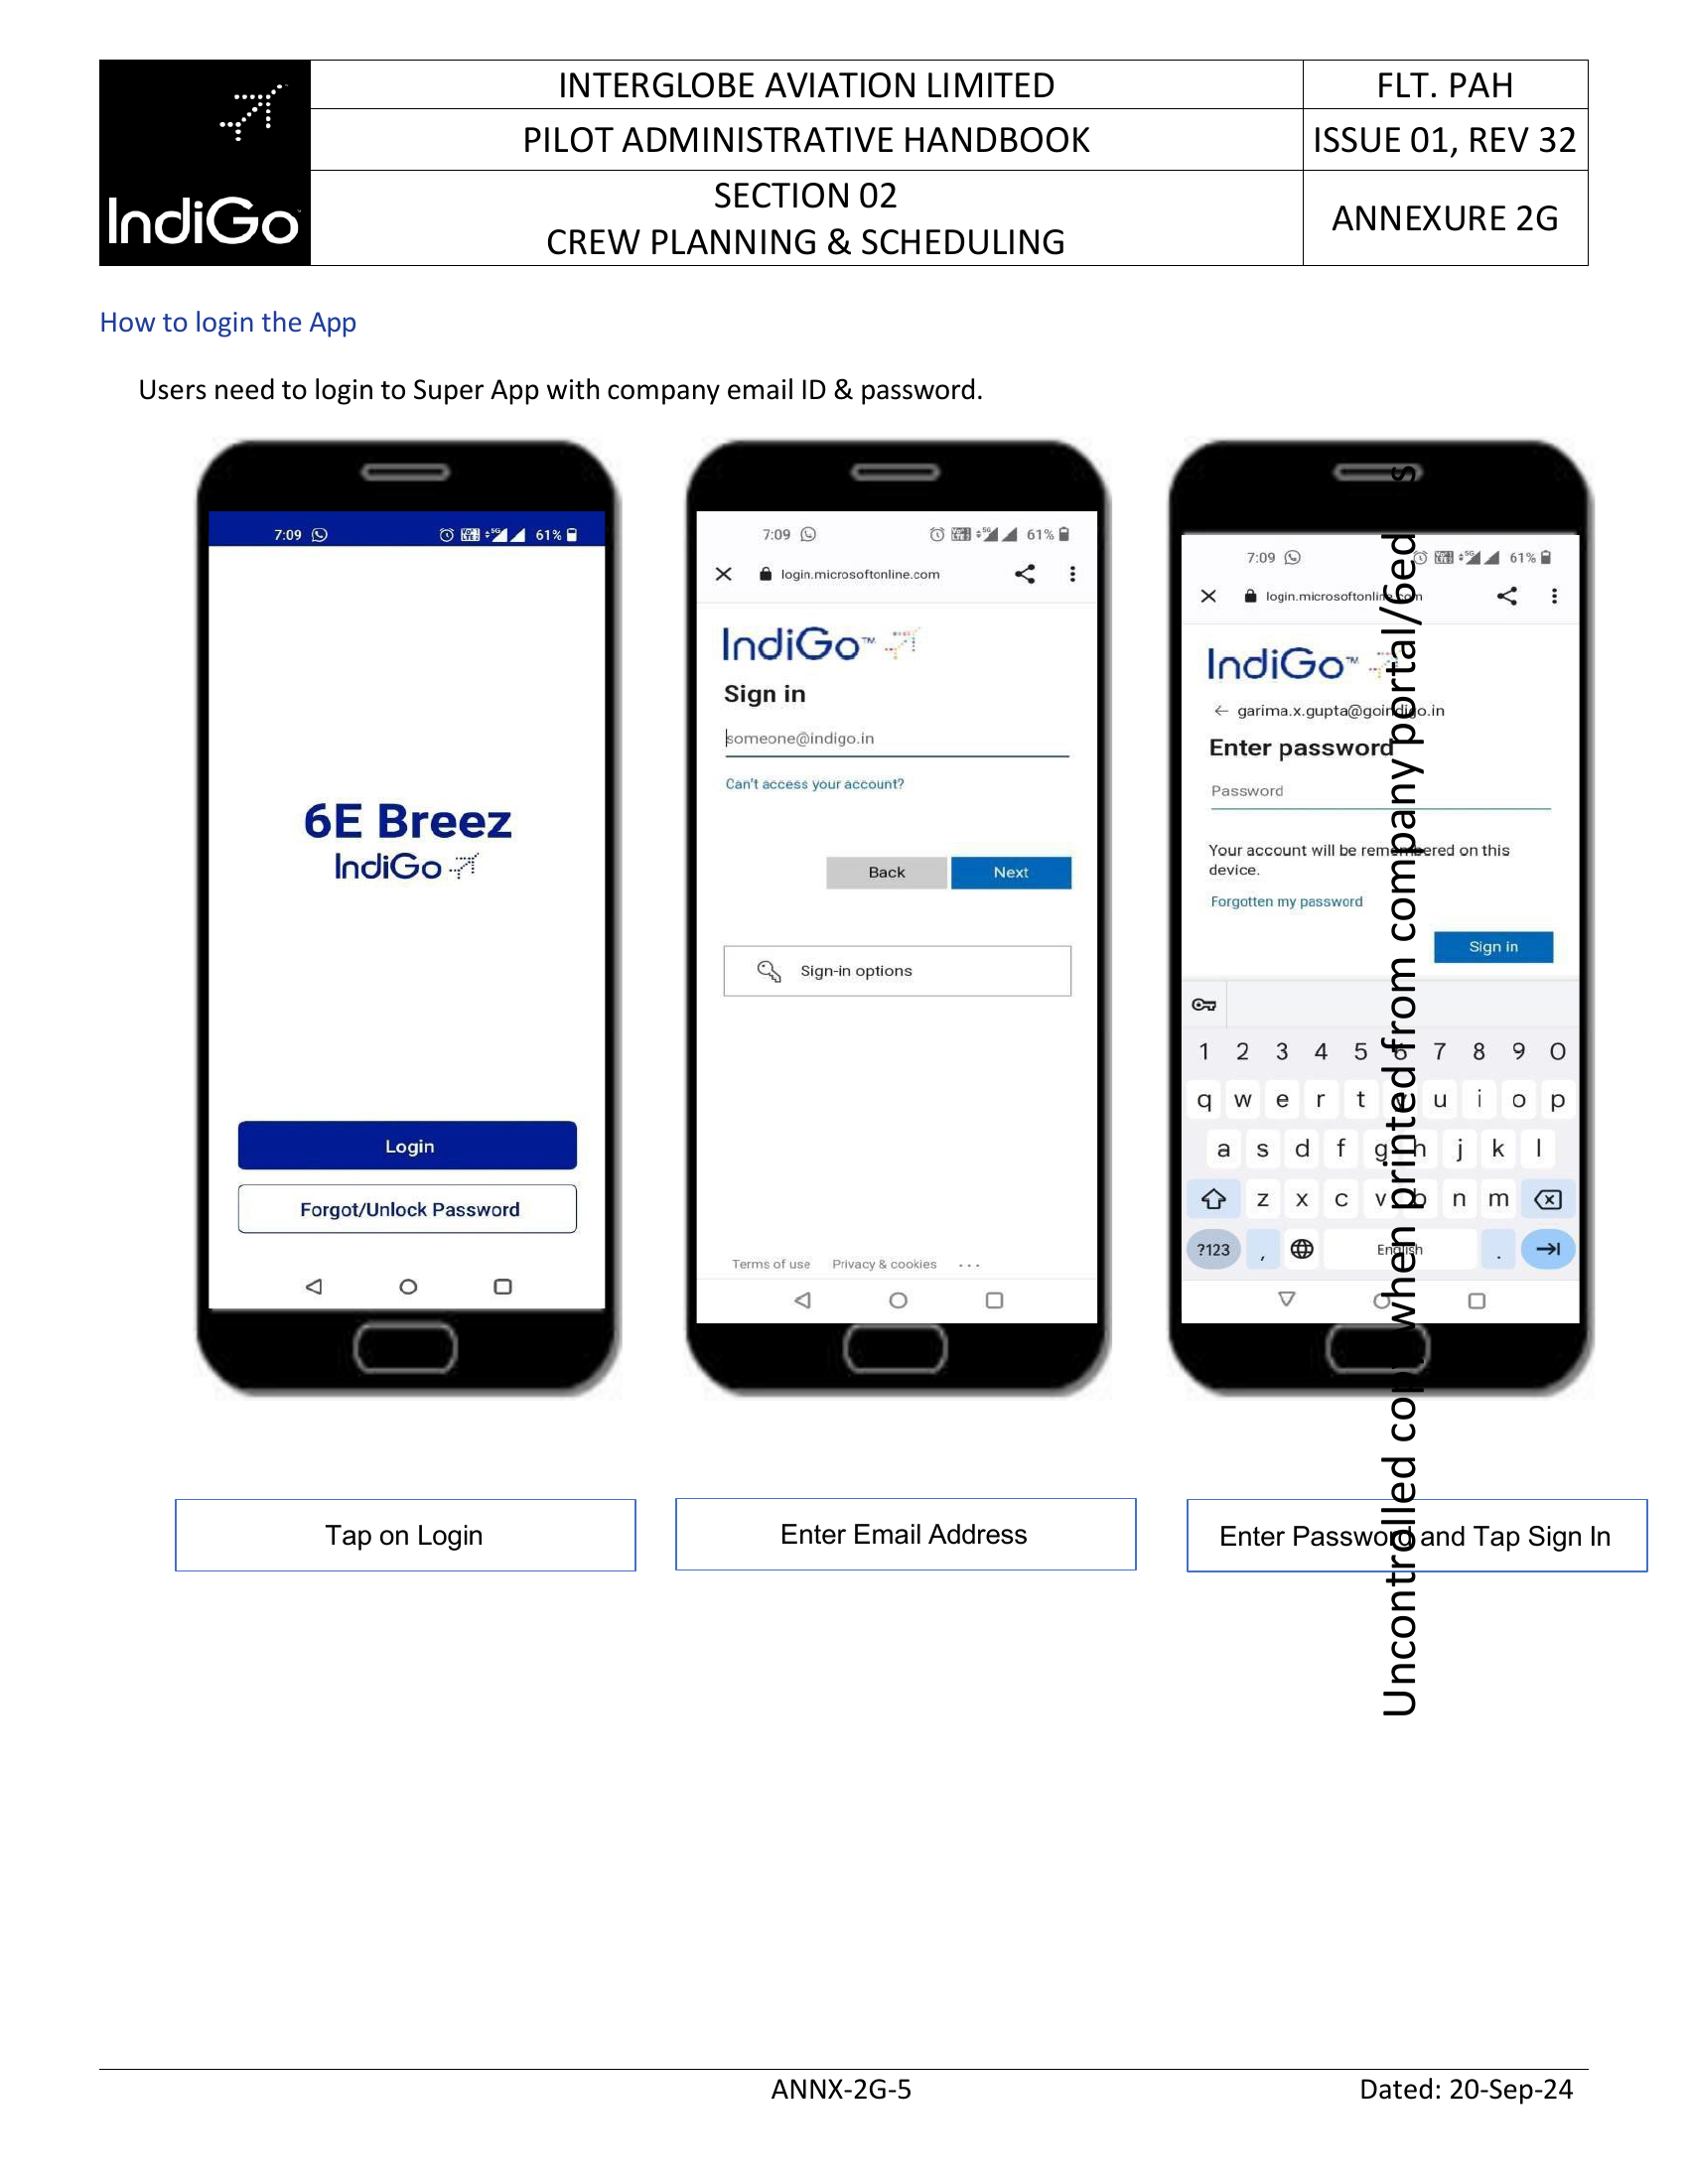 IndiGo
INTERGLOBE AVIATION LIMITED
FLT. PAH
PILOT ADMINISTRATIVE HANDBOOK
ISSUE 01, REV 32
SECTION 02
CREW PLANNING & SCHEDULING
ANNEXURE 2G
How to login the App
Users need to login to Super App with company email ID & password.
7:09
61%
6E Breez
IndiGo
Login
Forgot/Unlock Password
7:09
61%
login.microsoftonline.com
IndiGo™
Sign in
someone@indigo.in
Can't access your account?
Back
Next
Sign-in options
Terms of use Privacy & cookies ...
7:09
61%
login.microsoftonline.com
IndiGo™
garima.x.gupta@goindigo.in
Enter password
Password
Your account will be remembered on this
device.
Forgotten my password
Sign in
1 2 3 4 5 6 7 8 9 0
q w e r t y u i o p
a s d f g h j k l
z x c v b n m
?123 , English .
Tap on Login
Enter Email Address
Enter Password and Tap Sign In
Uncontrolled copy when printed from company portal/6ed s
ANNX-2G-5
Dated: 20-Sep-24